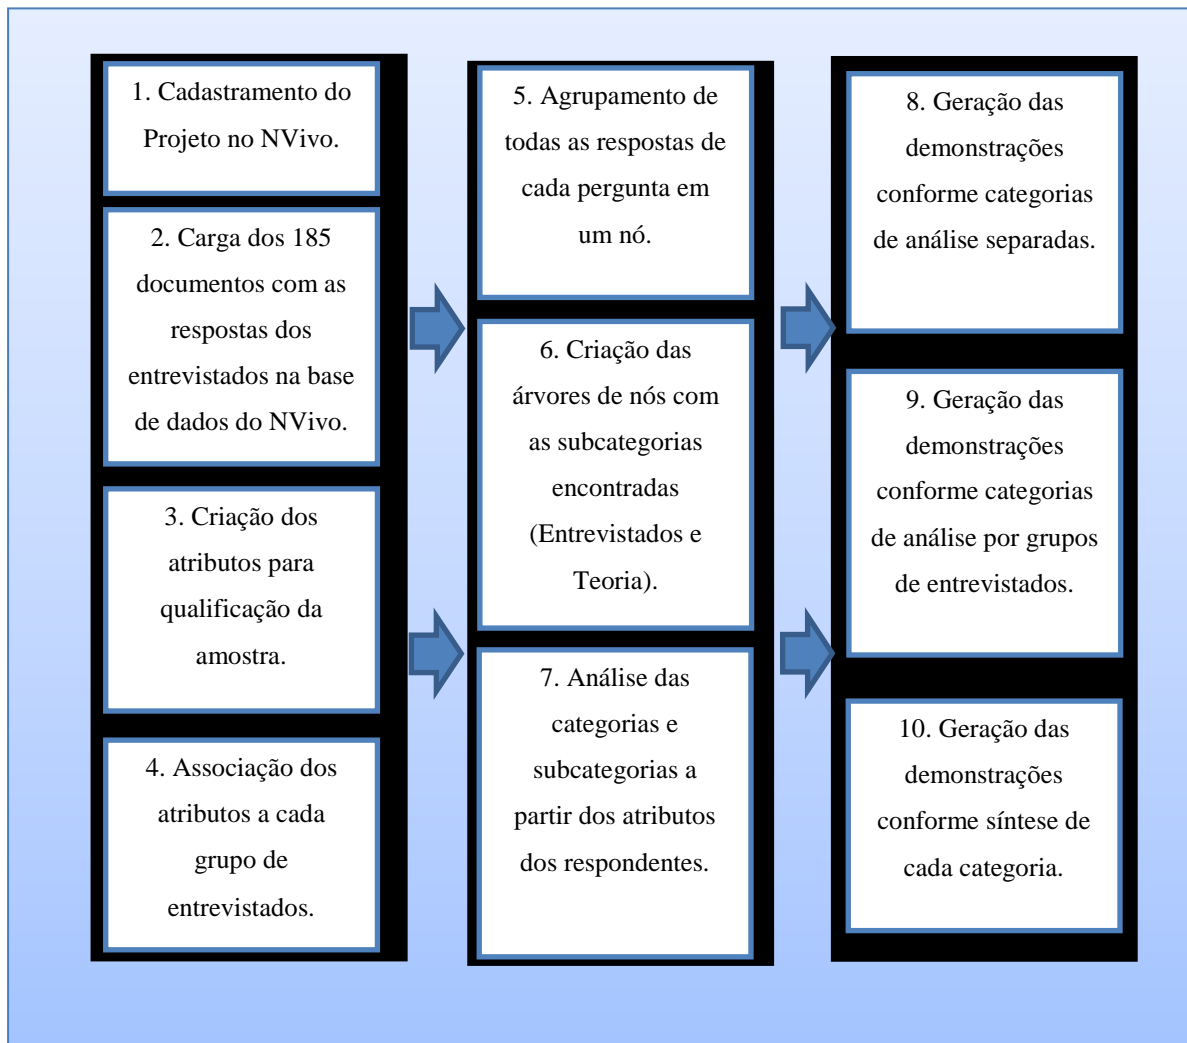 1. Cadastramento do
Projeto no NVivo.
2. Carga dos 185
documentos com as
respostas dos
entrevistados na base
de dados do NVivo.
3. Criação dos
atributos para
qualificação da
amostra.
4. Associação dos
atributos a cada
grupo de
entrevistados.
5. Agrupamento de
todas as respostas de
cada pergunta em
um nó.
6. Criação das
árvores de nós com
as subcategorias
encontradas
(Entrevistados e
Teoria).
7. Análise das
categorias e
subcategorias a
partir dos atributos
dos respondentes.
8. Geração das
demonstrações
conforme categorias
de análise separadas.
9. Geração das
demonstrações
conforme categorias
de análise por grupos
de entrevistados.
10. Geração das
demonstrações
conforme síntese de
cada categoria.